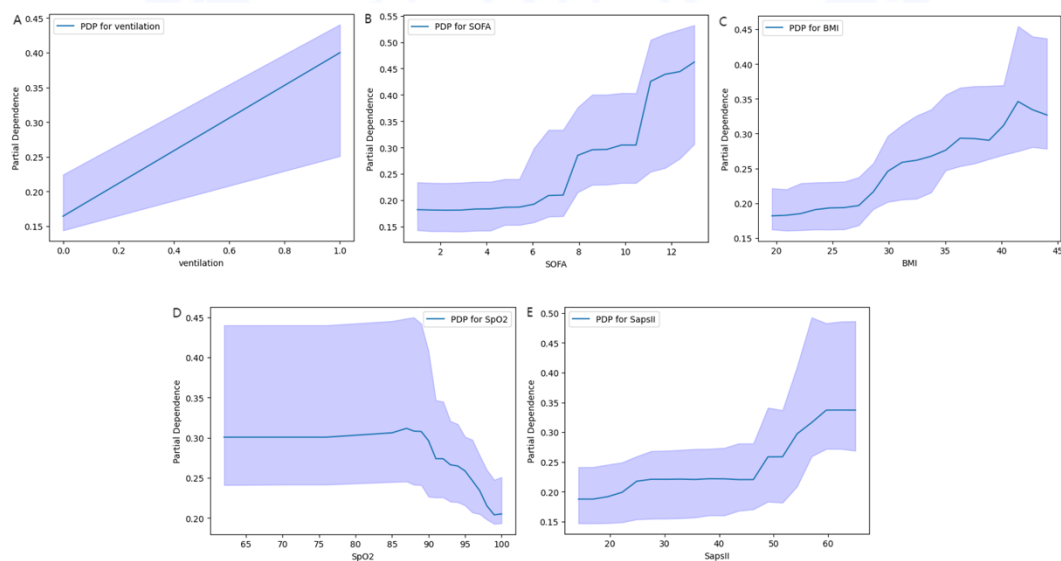 A
PDP for ventilation
0.40
0.35
0.30
0.25
0.20
0.15
Partial Dependence
0.0 0.2 0.4 0.6 0.8 1.0
ventilation
B
PDP for SOFA
0.55
0.50
0.45
0.40
0.35
0.30
0.25
0.20
0.15
Partial Dependence
2 4 6 8 10 12
SOFA
C
PDP for BMI
0.45
0.40
0.35
0.30
0.25
0.20
0.15
Partial Dependence
20 25 30 35 40 45
BMI
D
PDP for SpO2
0.45
0.40
0.35
0.30
0.25
0.20
Partial Dependence
65 70 75 80 85 90 95 100
SpO2
E
PDP for SapsII
0.50
0.45
0.40
0.35
0.30
0.25
0.20
0.15
Partial Dependence
20 30 40 50 60
SapsII